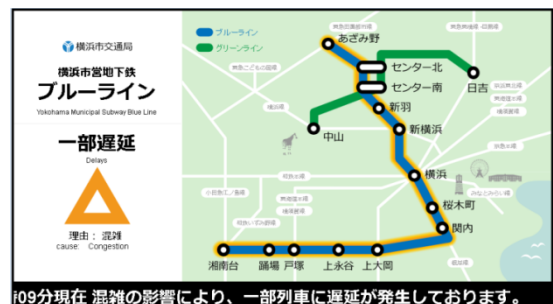 横浜市交通局
横浜市営地下鉄
ブルーライン
Yokohama Municipal Subway Blue Line
一部遅延
Delays
理由： 混雑
cause: Congestion
ブルーライン
グリーンライン
あざみ野
センター北
センター南
日吉
新羽
中山
新横浜
横浜
桜木町
関内
湘南台
踊場
戸塚
上永谷
上大岡
09分現在 混雑の影響により、一部列車に遅延が発生しております。